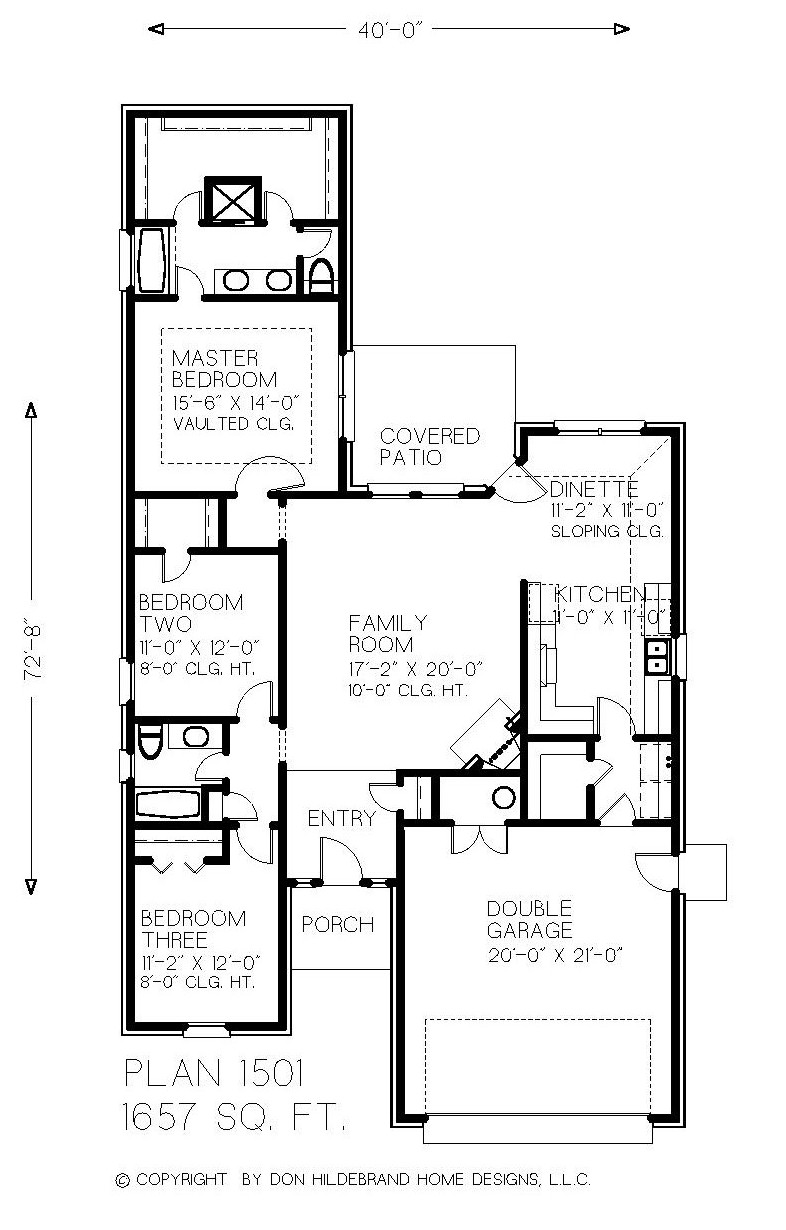 40'-0"
MASTER
BEDROOM
15'-6" X 14'-0"
VAULTED CLG.
COVERED
PATIO
DINETTE
11'-2" X 11'-0"
SLOPING CLG.
72'-8"
BEDROOM
TWO
11'-0" X 12'-0"
8'-0" CLG. HT.
FAMILY
ROOM
17'-2" X 20'-0"
10'-0" CLG. HT.
KITCHEN
11'-0" X 11'-0"
ENTRY
BEDROOM
THREE
11'-2" X 12'-0"
8'-0" CLG. HT.
PORCH
DOUBLE
GARAGE
20'-0" X 21'-0"
PLAN 1501
1657 SQ. FT.
© COPYRIGHT BY DON HILDEBRAND HOME DESIGNS, L.L.C.